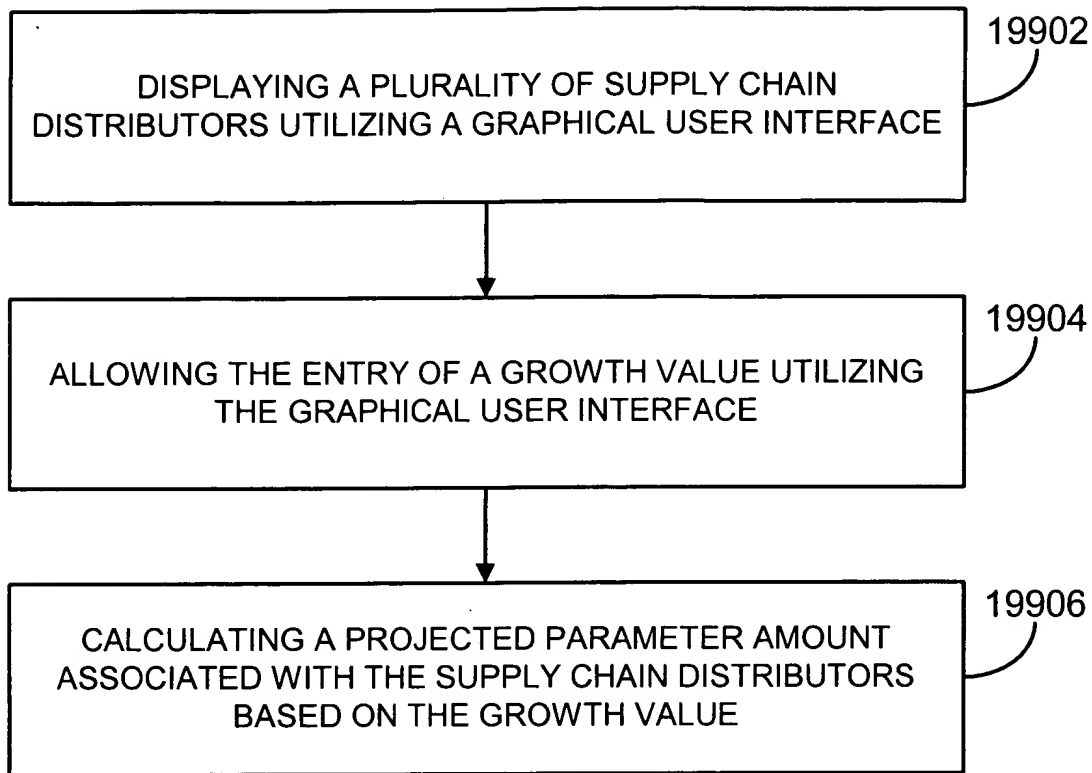 19902
DISPLAYING A PLURALITY OF SUPPLY CHAIN
DISTRIBUTORS UTILIZING A GRAPHICAL USER INTERFACE
19904
ALLOWING THE ENTRY OF A GROWTH VALUE UTILIZING
THE GRAPHICAL USER INTERFACE
19906
CALCULATING A PROJECTED PARAMETER AMOUNT
ASSOCIATED WITH THE SUPPLY CHAIN DISTRIBUTORS
BASED ON THE GROWTH VALUE